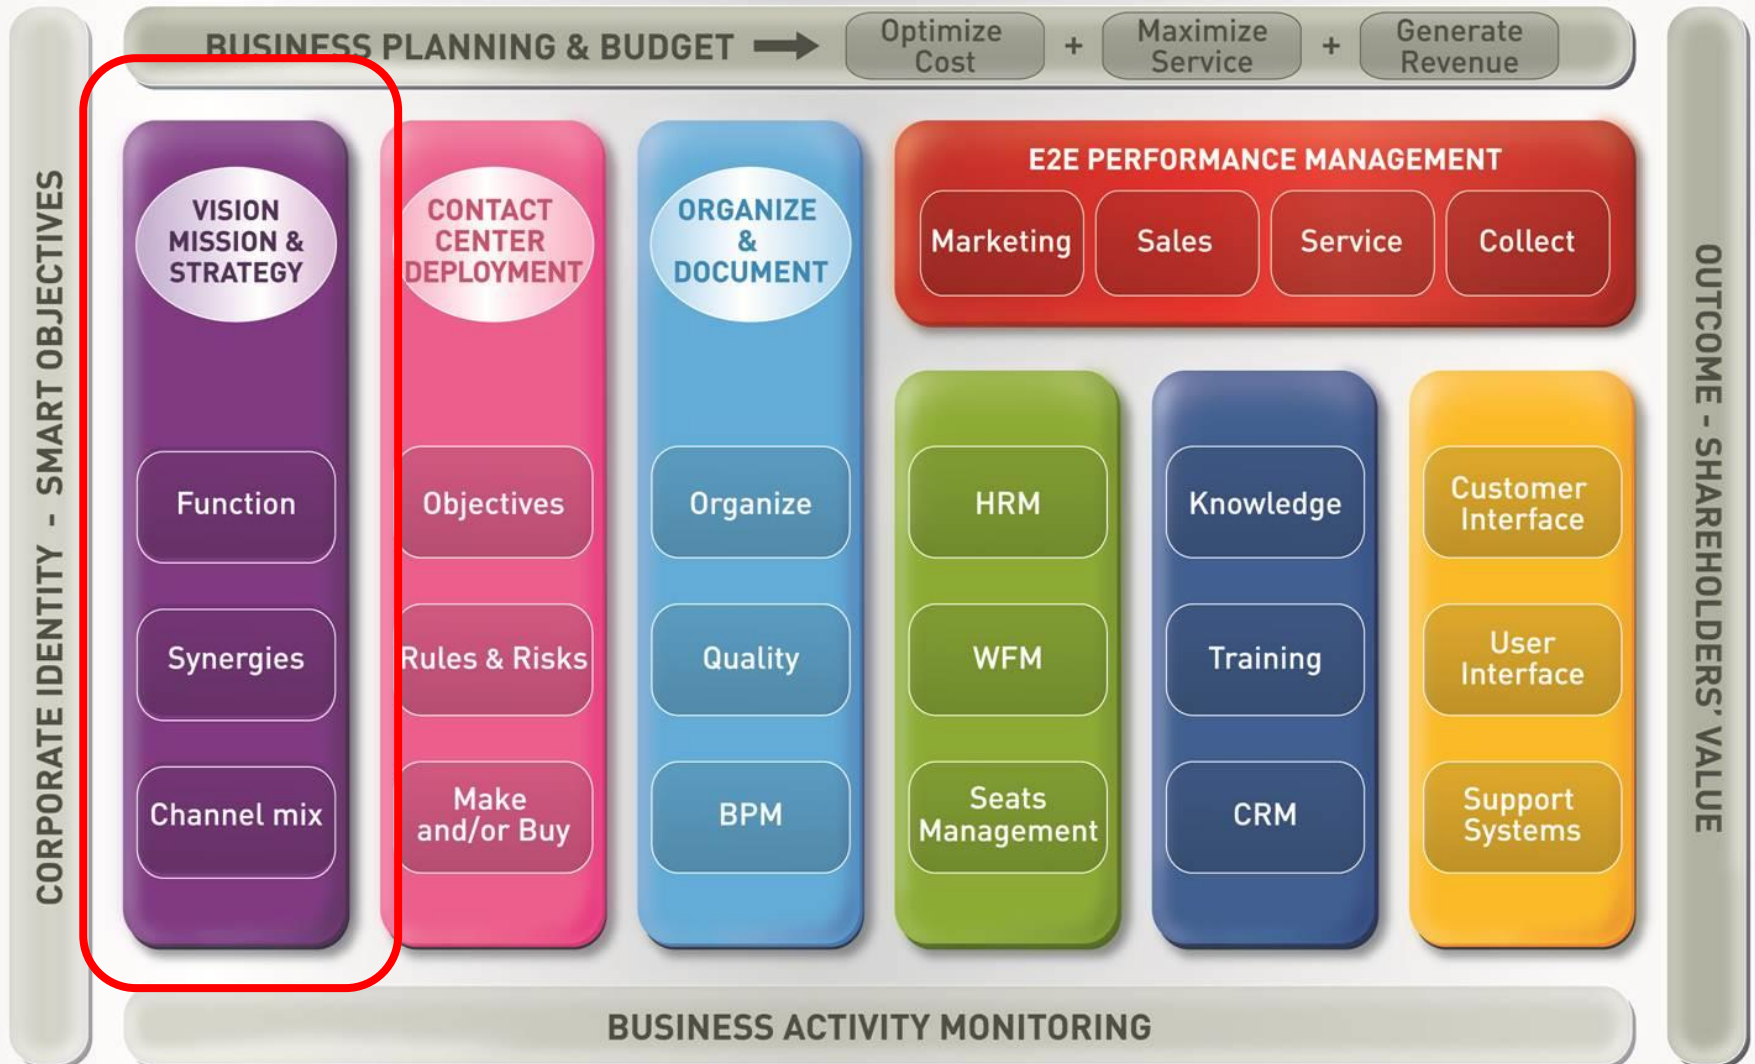 BUSINESS PLANNING & BUDGET
Optimize
Cost
+
Maximize
Service
+
Generate
Revenue
CORPORATE IDENTITY - SMART OBJECTIVES
VISION
MISSION &
STRATEGY
Function
Synergies
Channel mix
CONTACT
CENTER
DEPLOYMENT
Objectives
Rules & Risks
Make
and/or Buy
ORGANIZE
&
DOCUMENT
Organize
Quality
BPM
E2E PERFORMANCE MANAGEMENT
Marketing
Sales
Service
Collect
HRM
WFM
Seats
Management
Knowledge
Training
CRM
Customer
Interface
User
Interface
Support
Systems
OUTCOME - SHAREHOLDERS' VALUE
BUSINESS ACTIVITY MONITORING